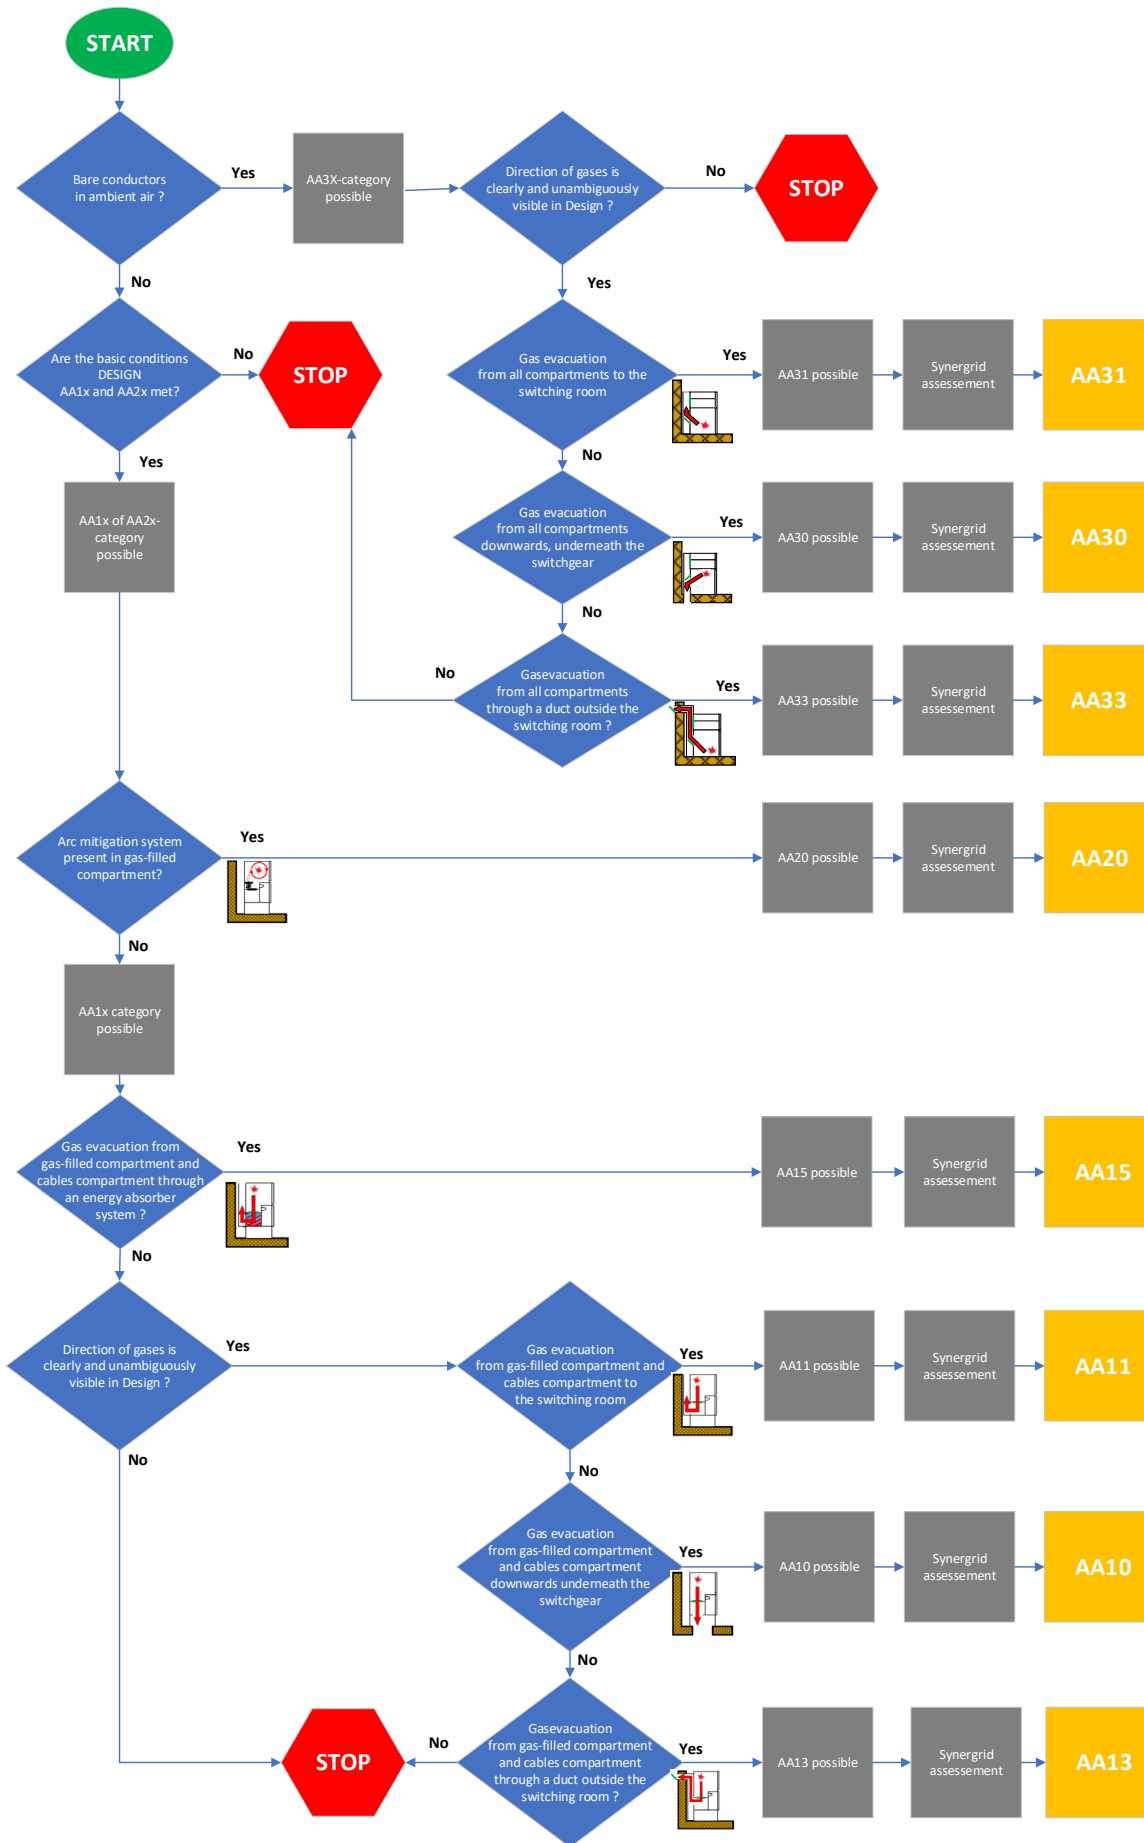 START
Bare conductors
in ambient air ?
Yes
AA3X-category
possible
Direction of gases is
clearly and unambiguously
visible in Design ?
No
STOP
No
Yes
Are the basic conditions
DESIGN
AA1x and AA2x met?
No
STOP
Gas evacuation
from all compartments to the
switching room
Yes
AA31 possible
Synergrid
assessment
AA31
Yes
No
AA1x of AA2x-
category
possible
Gas evacuation
from all compartments
downwards, underneath the
switchgear
Yes
AA30 possible
Synergrid
assessment
AA30
No
No
Gasevacuation
from all compartments
through a duct outside the
switching room ?
Yes
AA33 possible
Synergrid
assessment
AA33
Arc mitigation system
present in gas-filled
compartment?
Yes
AA20 possible
Synergrid
assessment
AA20
No
AA1x category
possible
Gas evacuation from
gas-filled compartment and
cables compartment through
an energy absorber
system ?
Yes
AA15 possible
Synergrid
assessment
AA15
No
Direction of gases is
clearly and unambiguously
visible in Design ?
Yes
Gas evacuation
from gas-filled compartment and
cables compartment to
the switching room
Yes
AA11 possible
Synergrid
assessment
AA11
No
No
Gas evacuation
from gas-filled compartment
and cables compartment
downwards underneath the
switchgear
Yes
AA10 possible
Synergrid
assessement
AA10
No
STOP
No
Gasevacuation
from gas-filled compartment
and cables compartment
through a duct outside the
switching room ?
Yes
AA13 possible
Synergrid
assessment
AA13